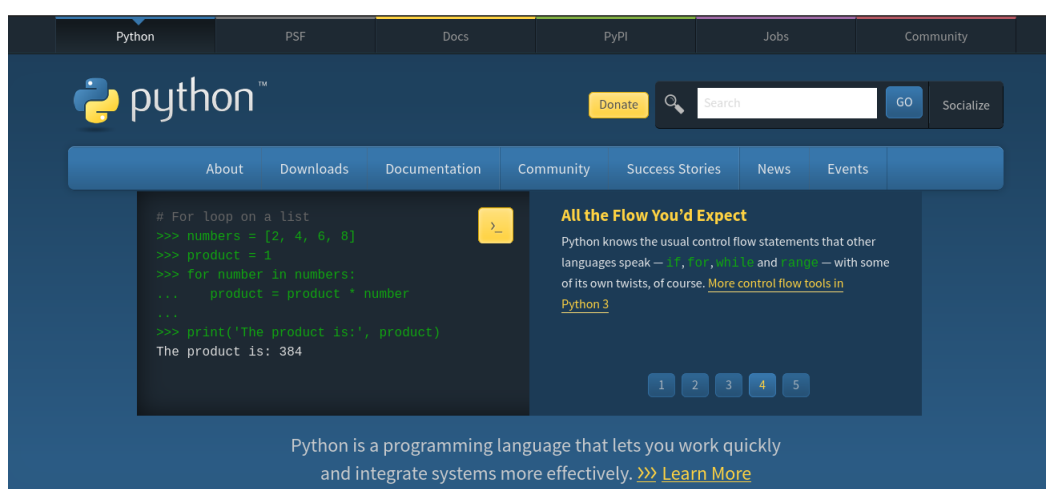 Python PSF Docs PyPI Jobs Community
python™
Donate Search GO Socialize
About Downloads Documentation Community Success Stories News Events
# For loop on a list
>>> numbers = [2, 4, 6, 8]
>>> product = 1
>>> for number in numbers:
...    product = product * number
...
>>> print('The product is:', product)
The product is: 384
>_
All the Flow You’d Expect
Python knows the usual control flow statements that other
languages speak — if, for, while and range — with some
of its own twists, of course. More control flow tools in
Python 3
1 2 3 4 5
Python is a programming language that lets you work quickly
and integrate systems more effectively. >>> Learn More